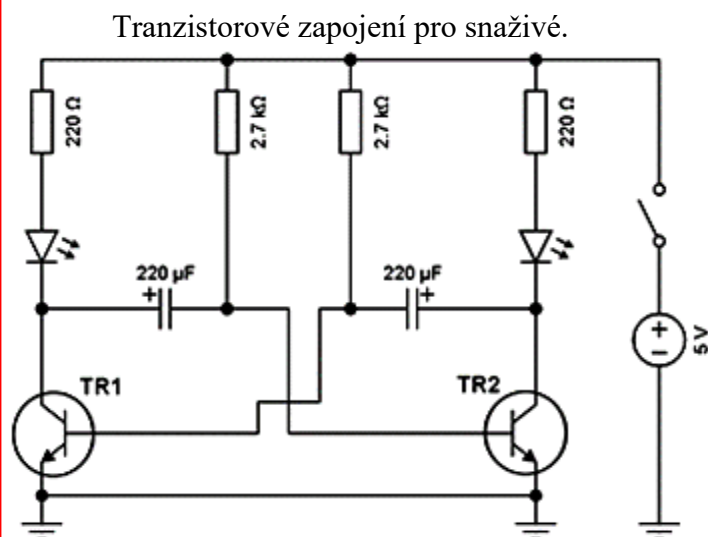 Tranzistorové zapojení pro snaživé.
220 Ω
2.7 kΩ
2.7 kΩ
220 Ω
220 µF
+
220 µF
+
TR1
TR2
+
−
5 V